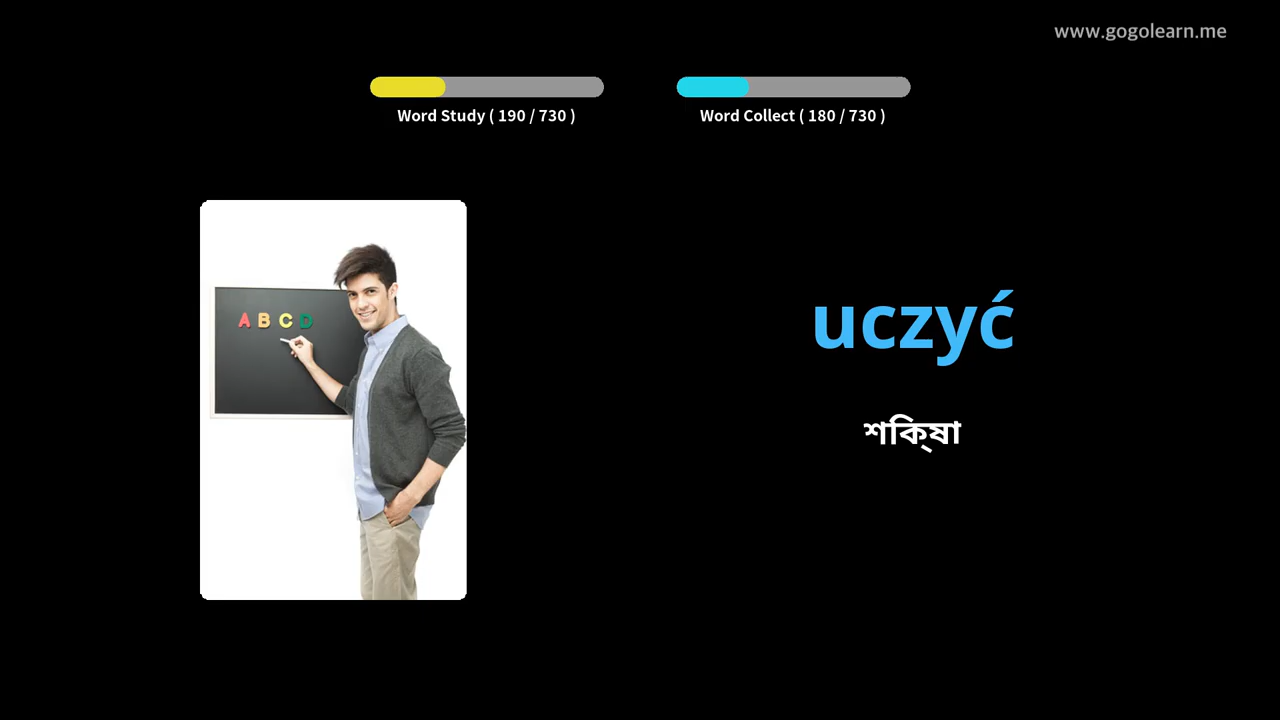 www.gogolearn.me
Word Study ( 190 / 730 )
Word Collect ( 180 / 730 )
A B C D
uczyć
শিক্ষা